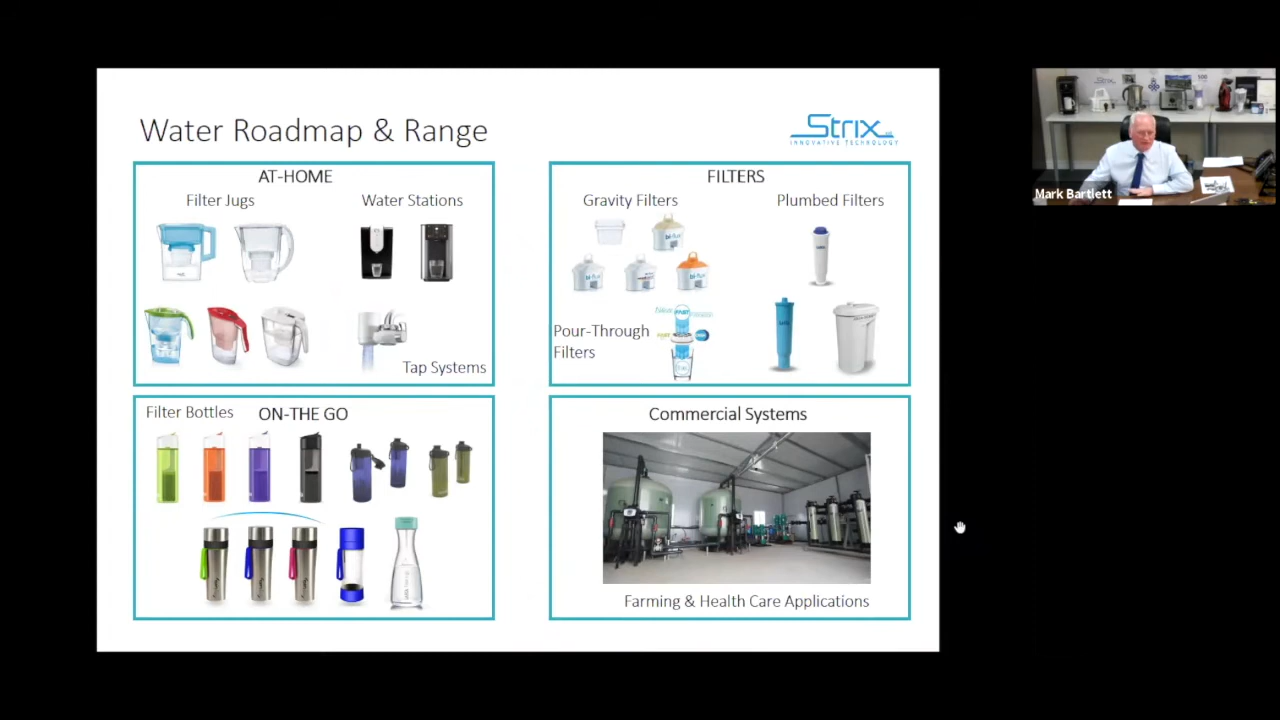 Water Roadmap & Range
Strix
INNOVATIVE TECHNOLOGY
AT-HOME
Filter Jugs
Water Stations
Tap Systems
FILTERS
Gravity Filters
Plumbed Filters
Pour-Through
Filters
Filter Bottles
ON-THE GO
Commercial Systems
Farming & Health Care Applications
Strix
Mark Bartlett